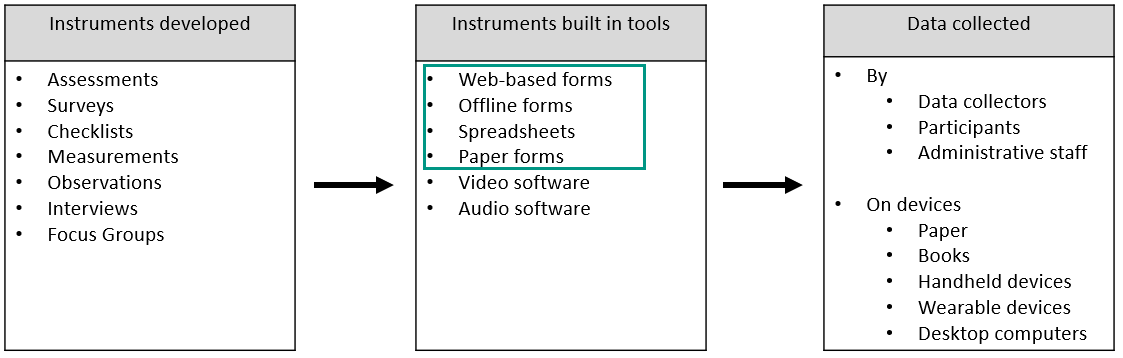 Instruments developed
• Assessments
• Surveys
• Checklists
• Measurements
• Observations
• Interviews
• Focus Groups
Instruments built in tools
• Web-based forms
• Offline forms
• Spreadsheets
• Paper forms
• Video software
• Audio software
Data collected
• By
• Data collectors
• Participants
• Administrative staff
• On devices
• Paper
• Books
• Handheld devices
• Wearable devices
• Desktop computers